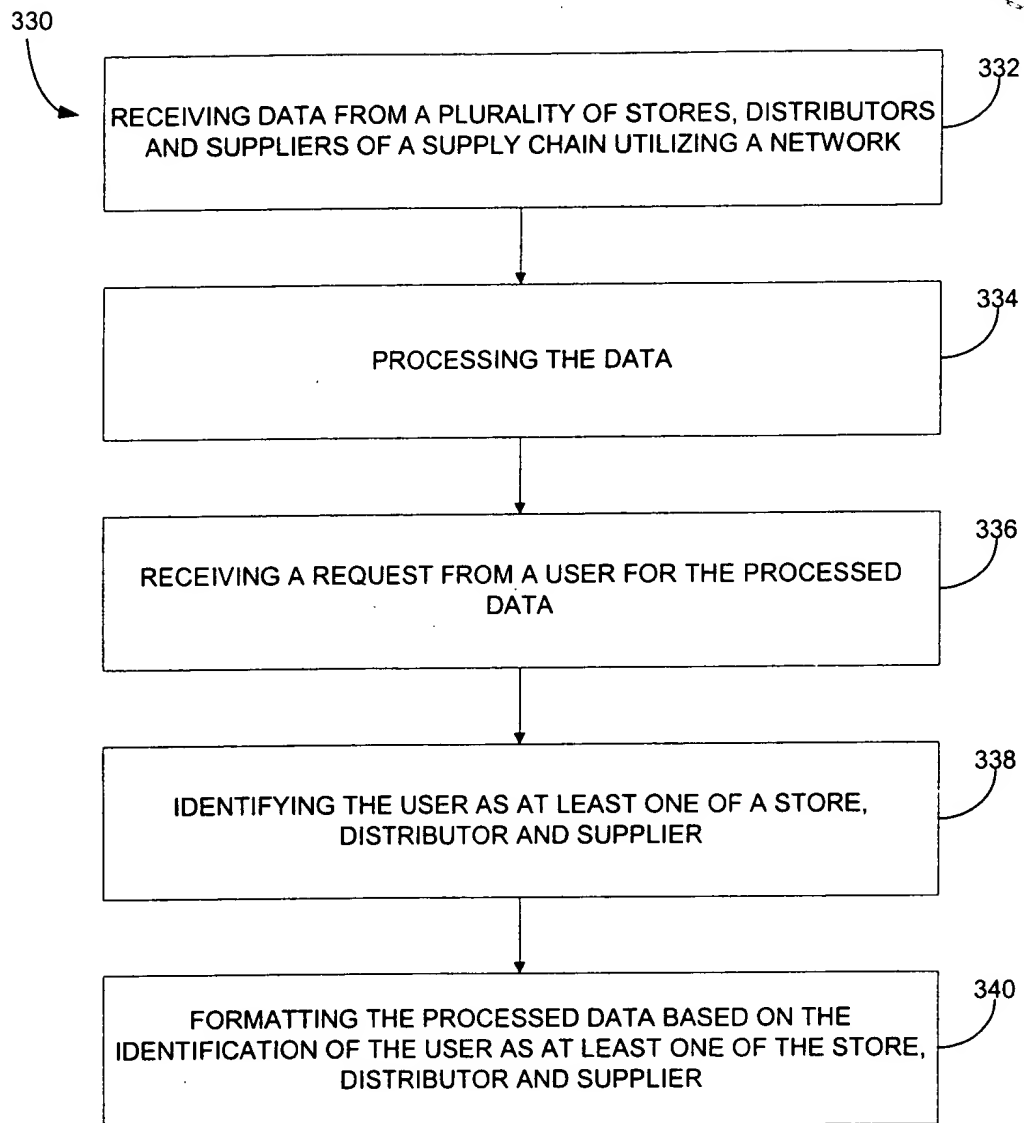 330
332
RECEIVING DATA FROM A PLURALITY OF STORES, DISTRIBUTORS
AND SUPPLIERS OF A SUPPLY CHAIN UTILIZING A NETWORK
334
PROCESSING THE DATA
336
RECEIVING A REQUEST FROM A USER FOR THE PROCESSED
DATA
338
IDENTIFYING THE USER AS AT LEAST ONE OF A STORE,
DISTRIBUTOR AND SUPPLIER
340
FORMATTING THE PROCESSED DATA BASED ON THE
IDENTIFICATION OF THE USER AS AT LEAST ONE OF THE STORE,
DISTRIBUTOR AND SUPPLIER